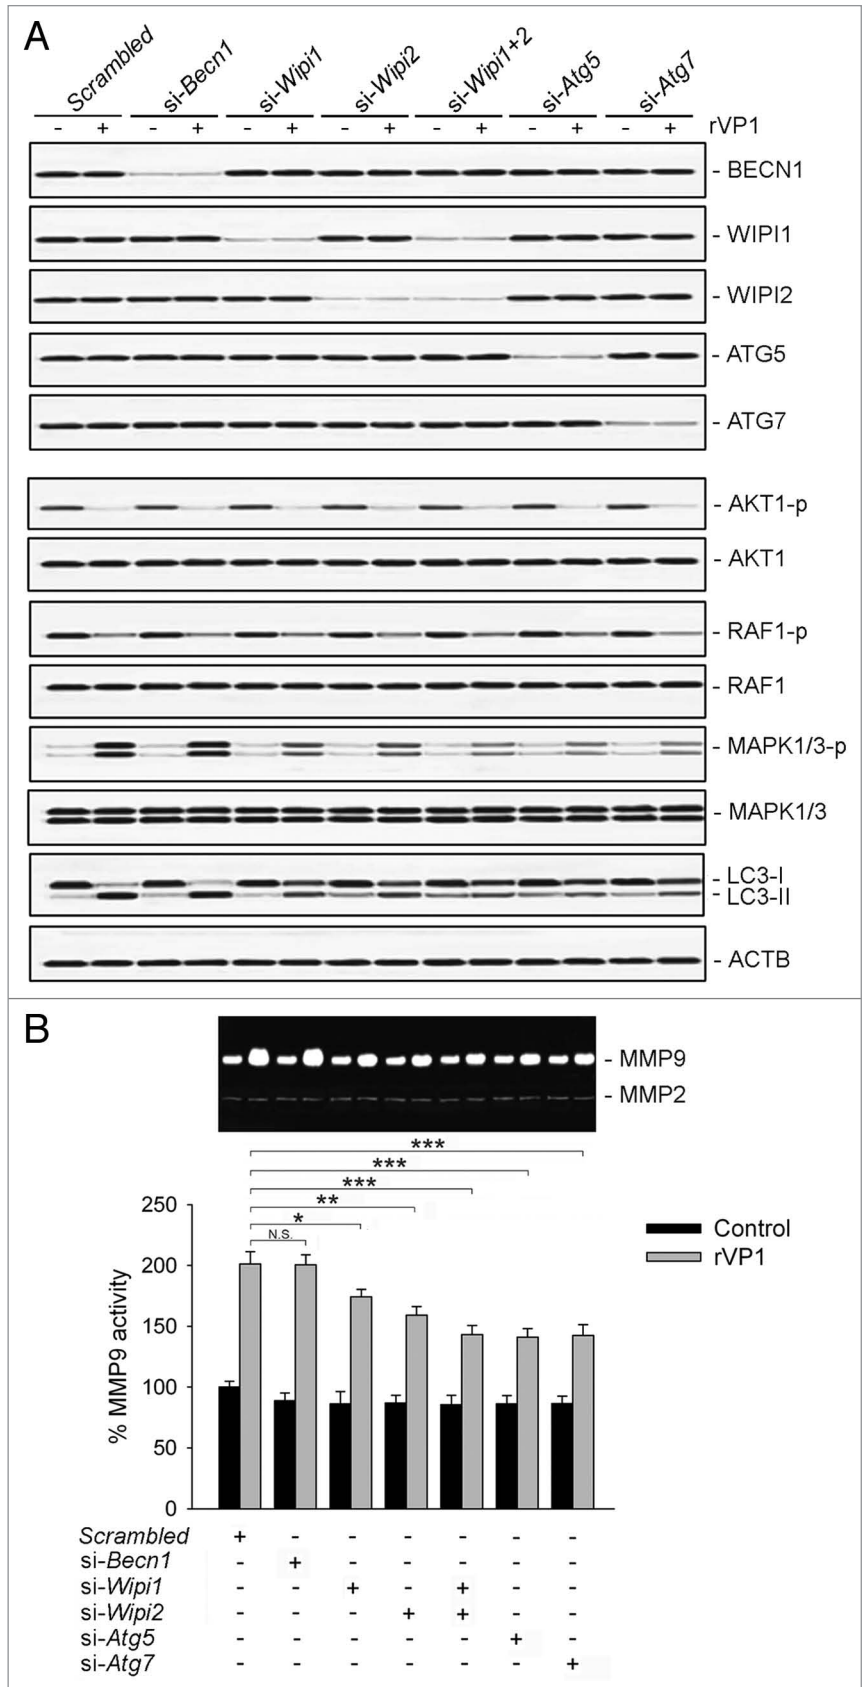 A
Scrambled si-Becn1 si-Wipi1 si-Wipi2 si-Wipi1+2 si-Atg5 si-Atg7
- + - + - + - + - + - + - + rVP1
- BECN1
- WIPI1
- WIPI2
- ATG5
- ATG7
- AKT1-p
- AKT1
- RAF1-p
- RAF1
- MAPK1/3-p
- MAPK1/3
- LC3-I
- LC3-II
- ACTB
B
- MMP9
- MMP2
***
***
***
**
*
N.S.
250
200
150
100
50
0
% MMP9 activity
Control
rVP1
Scrambled + - - - - - -
si-Becn1 - + - - - - -
si-Wipi1 - - + - + - -
si-Wipi2 - - - + + - -
si-Atg5 - - - - - + -
si-Atg7 - - - - - - +